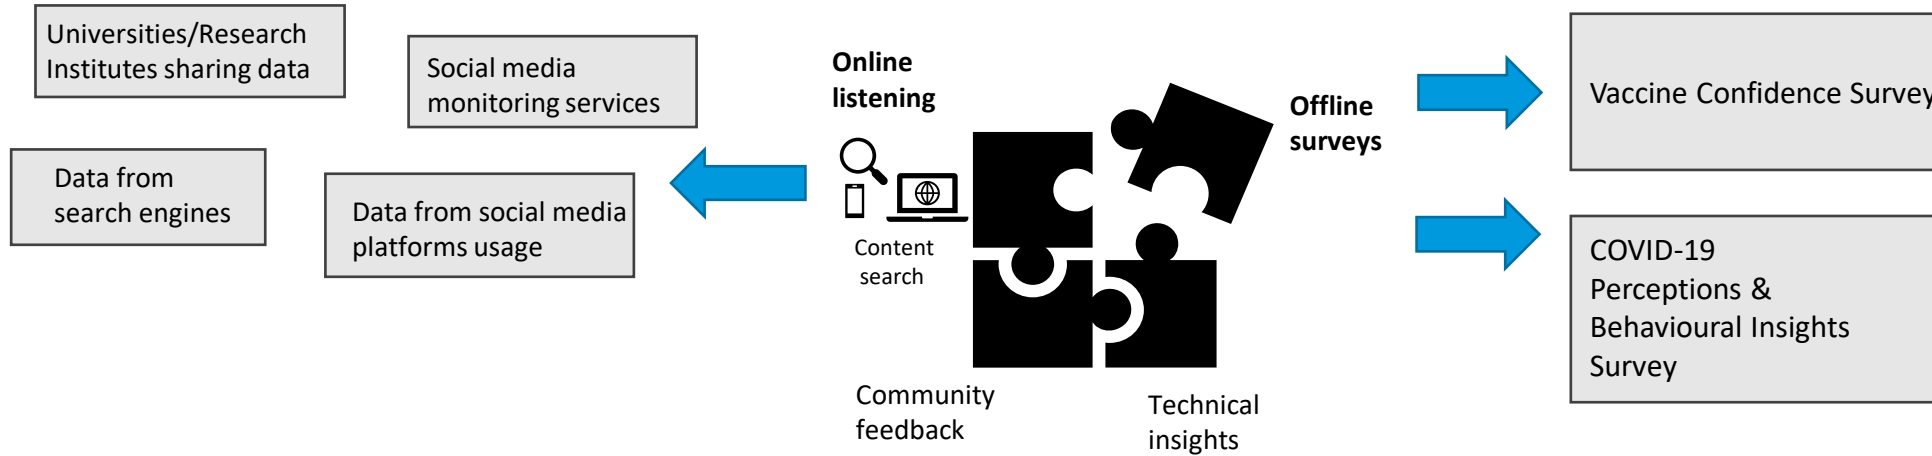 Universities/Research
Institutes sharing data
Social media
monitoring services
Data from
search engines
Data from social media
platforms usage
Online
listening
Content
search
Community
feedback
Technical
insights
Offline
surveys
Vaccine Confidence Survey
COVID-19
Perceptions &
Behavioural Insights
Survey